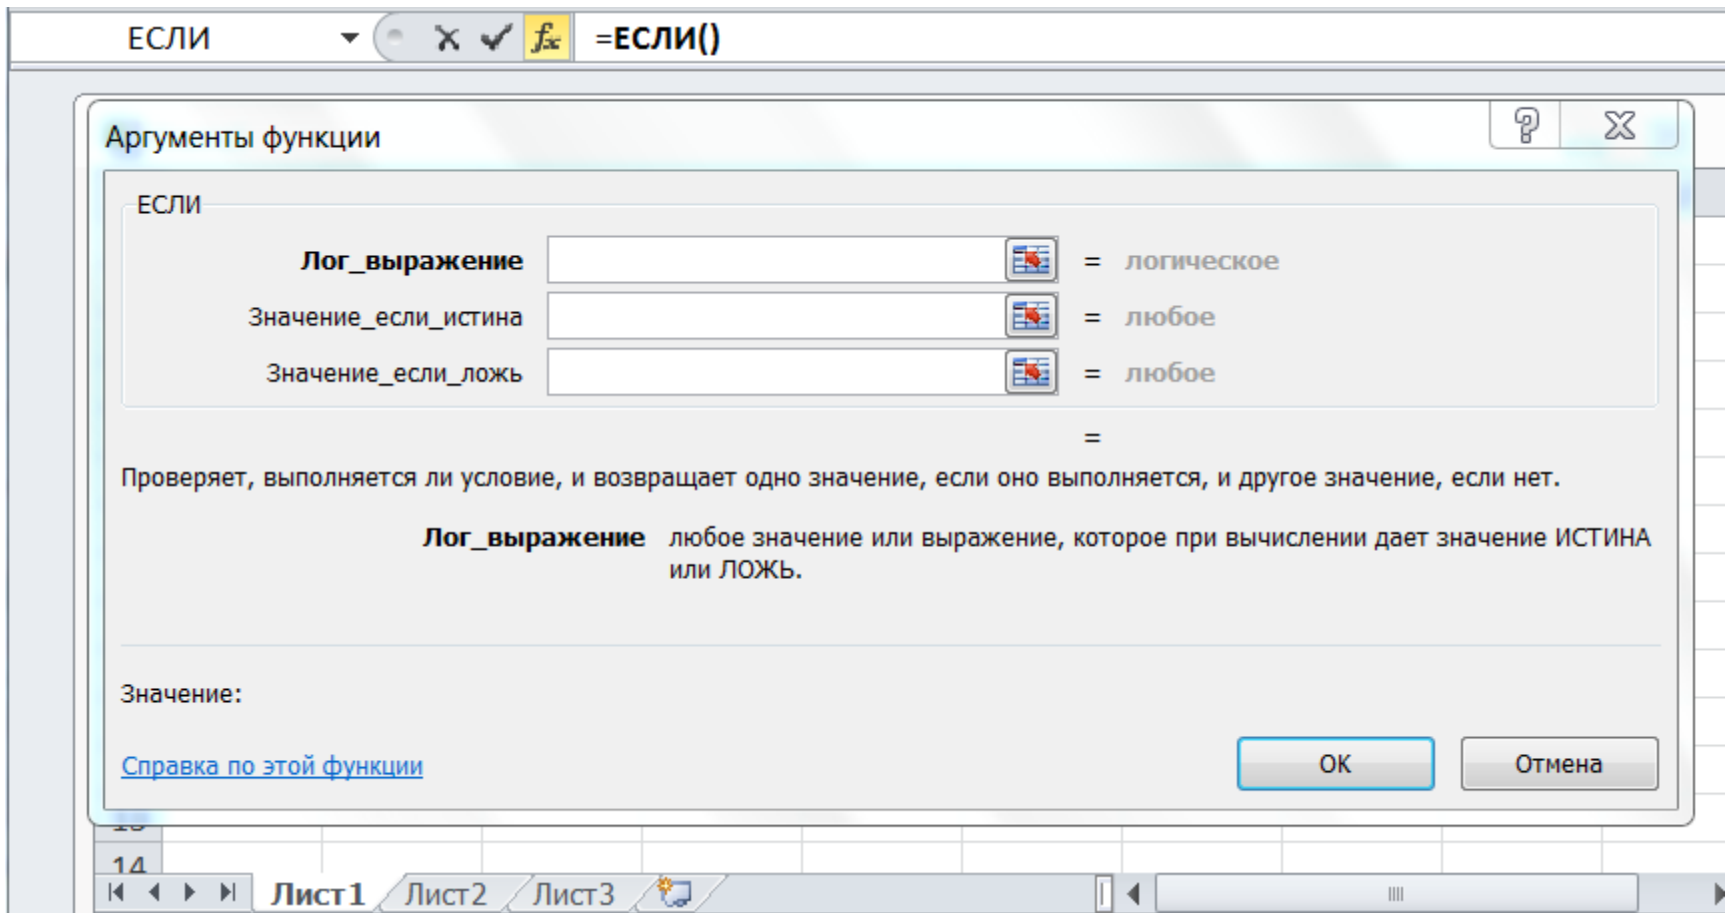 ЕСЛИ fx =ЕСЛИ()
Аргументы функции
ЕСЛИ
Лог_выражение = логическое
Значение_если_истина = любое
Значение_если_ложь = любое
=
Проверяет, выполняется ли условие, и возвращает одно значение, если оно выполняется, и другое значение, если нет.
Лог_выражение любое значение или выражение, которое при вычислении дает значение ИСТИНА
или ЛОЖЬ.
Значение:
Справка по этой функции ОК Отмена
14
Лист1 Лист2 Лист3